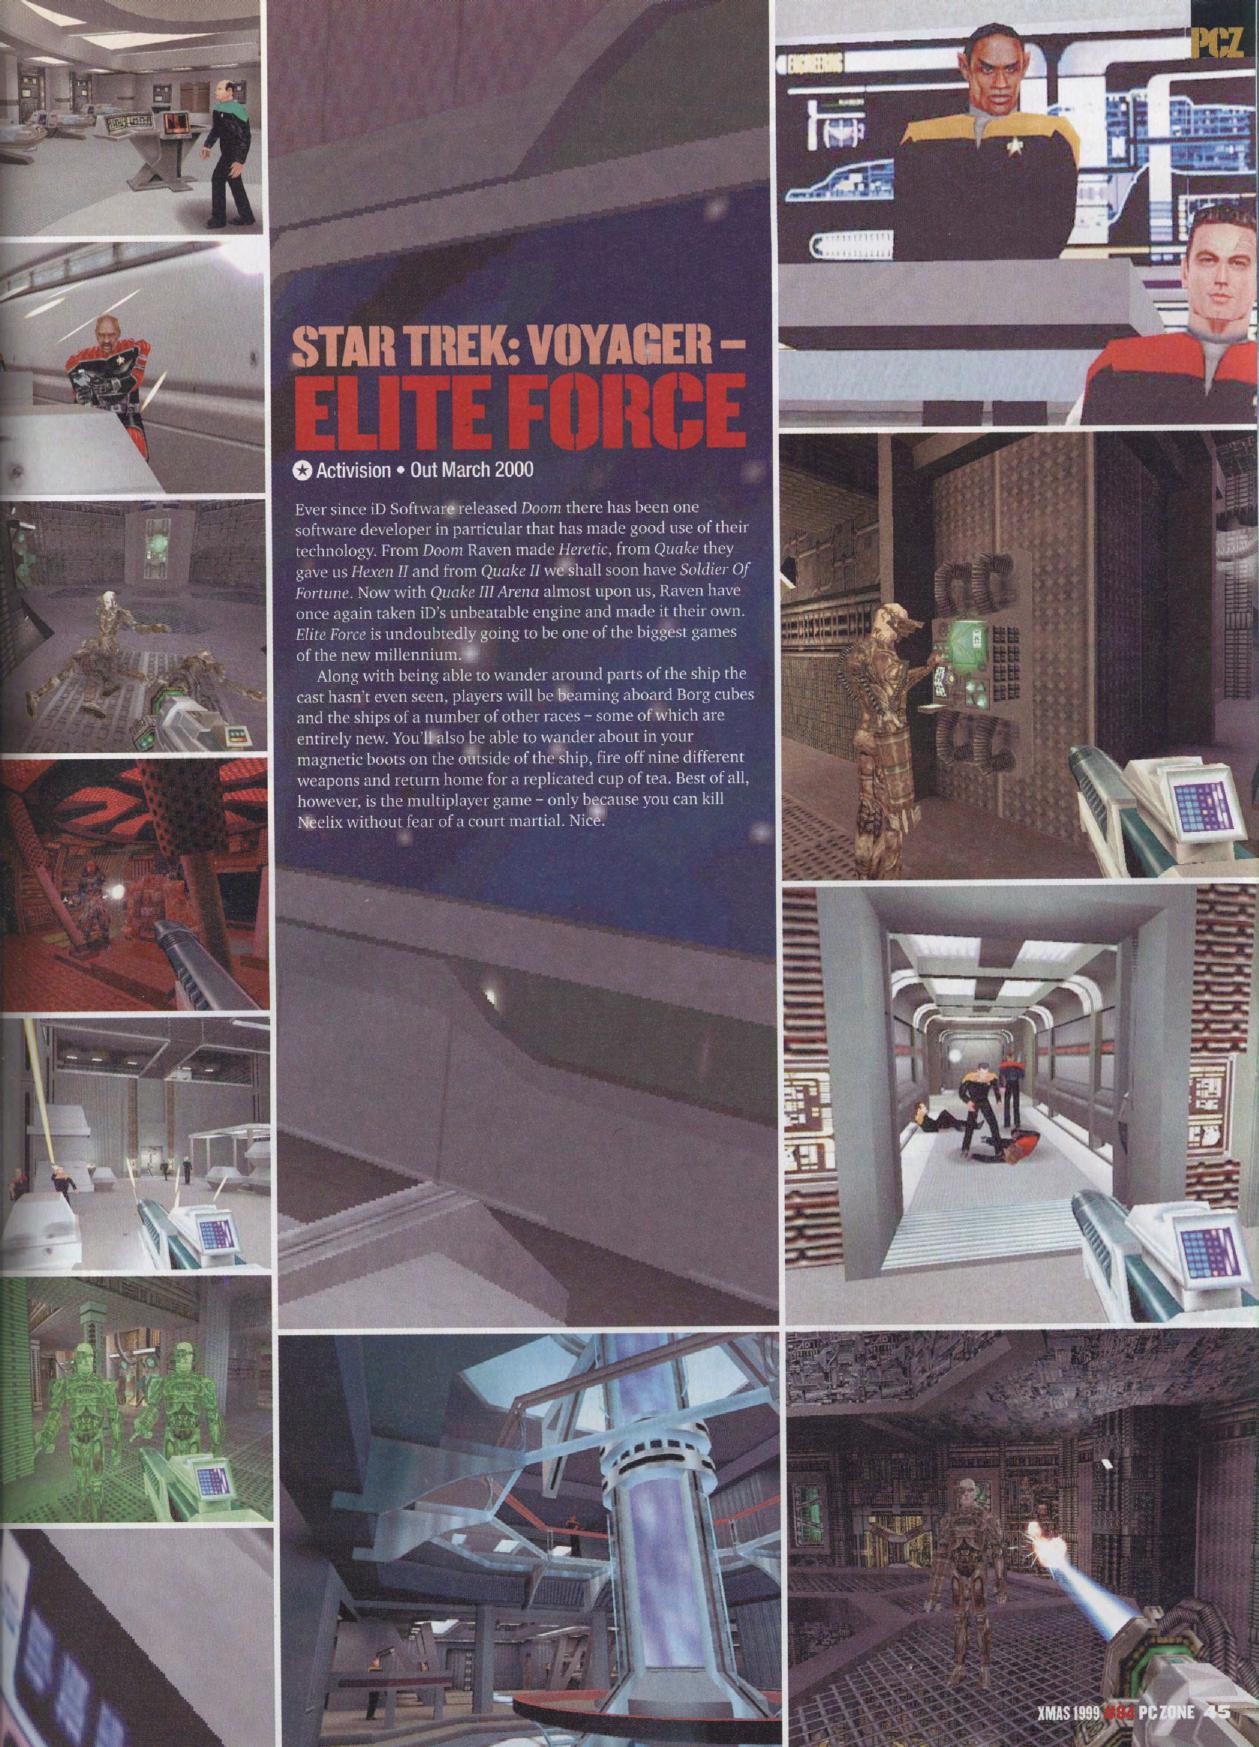 PCZ
ENGINEERING
STAR TREK: VOYAGER –
ELITE FORCE
Activision • Out March 2000
Ever since iD Software released Doom there has been one
software developer in particular that has made good use of their
technology. From Doom Raven made Heretic, from Quake they
gave us Hexen II and from Quake II we shall soon have Soldier Of
Fortune. Now with Quake III Arena almost upon us, Raven have
once again taken iD's unbeatable engine and made it their own.
Elite Force is undoubtedly going to be one of the biggest games
of the new millennium.
Along with being able to wander around parts of the ship the
cast hasn't even seen, players will be beaming aboard Borg cubes
and the ships of a number of other races – some of which are
entirely new. You'll also be able to wander about in your
magnetic boots on the outside of the ship, fire off nine different
weapons and return home for a replicated cup of tea. Best of all,
however, is the multiplayer game – only because you can kill
Neelix without fear of a court martial. Nice.
XMAS 1999 #84 PC ZONE 45